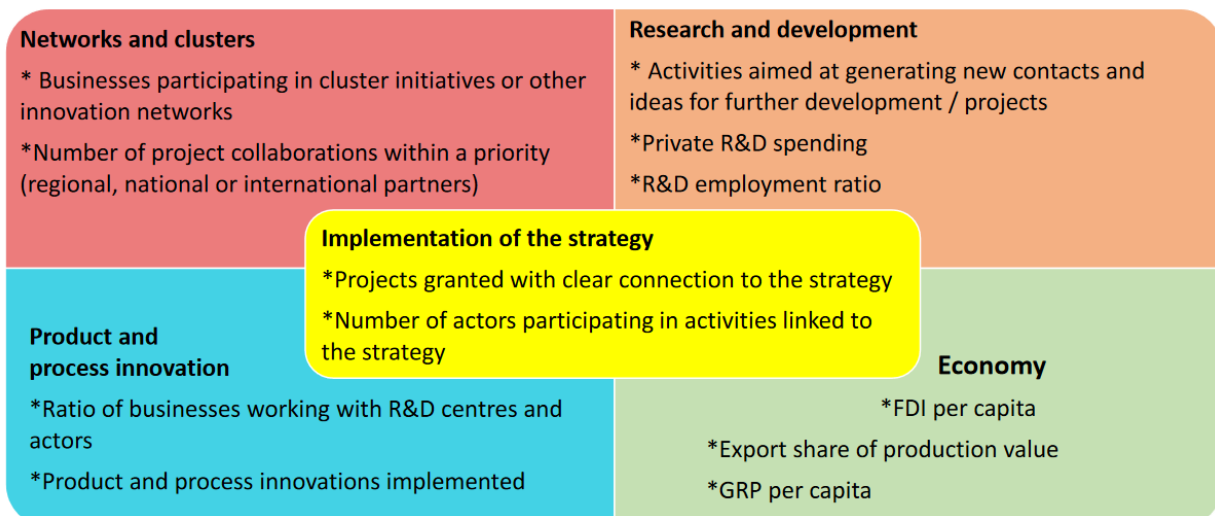 Networks and clusters
* Businesses participating in cluster initiatives or other
innovation networks
*Number of project collaborations within a priority
(regional, national or international partners)
Research and development
* Activities aimed at generating new contacts and
ideas for further development / projects
*Private R&D spending
*R&D employment ratio
Implementation of the strategy
*Projects granted with clear connection to the strategy
*Number of actors participating in activities linked to
the strategy
Product and
process innovation
*Ratio of businesses working with R&D centres and
actors
*Product and process innovations implemented
Economy
*FDI per capita
*Export share of production value
*GRP per capita